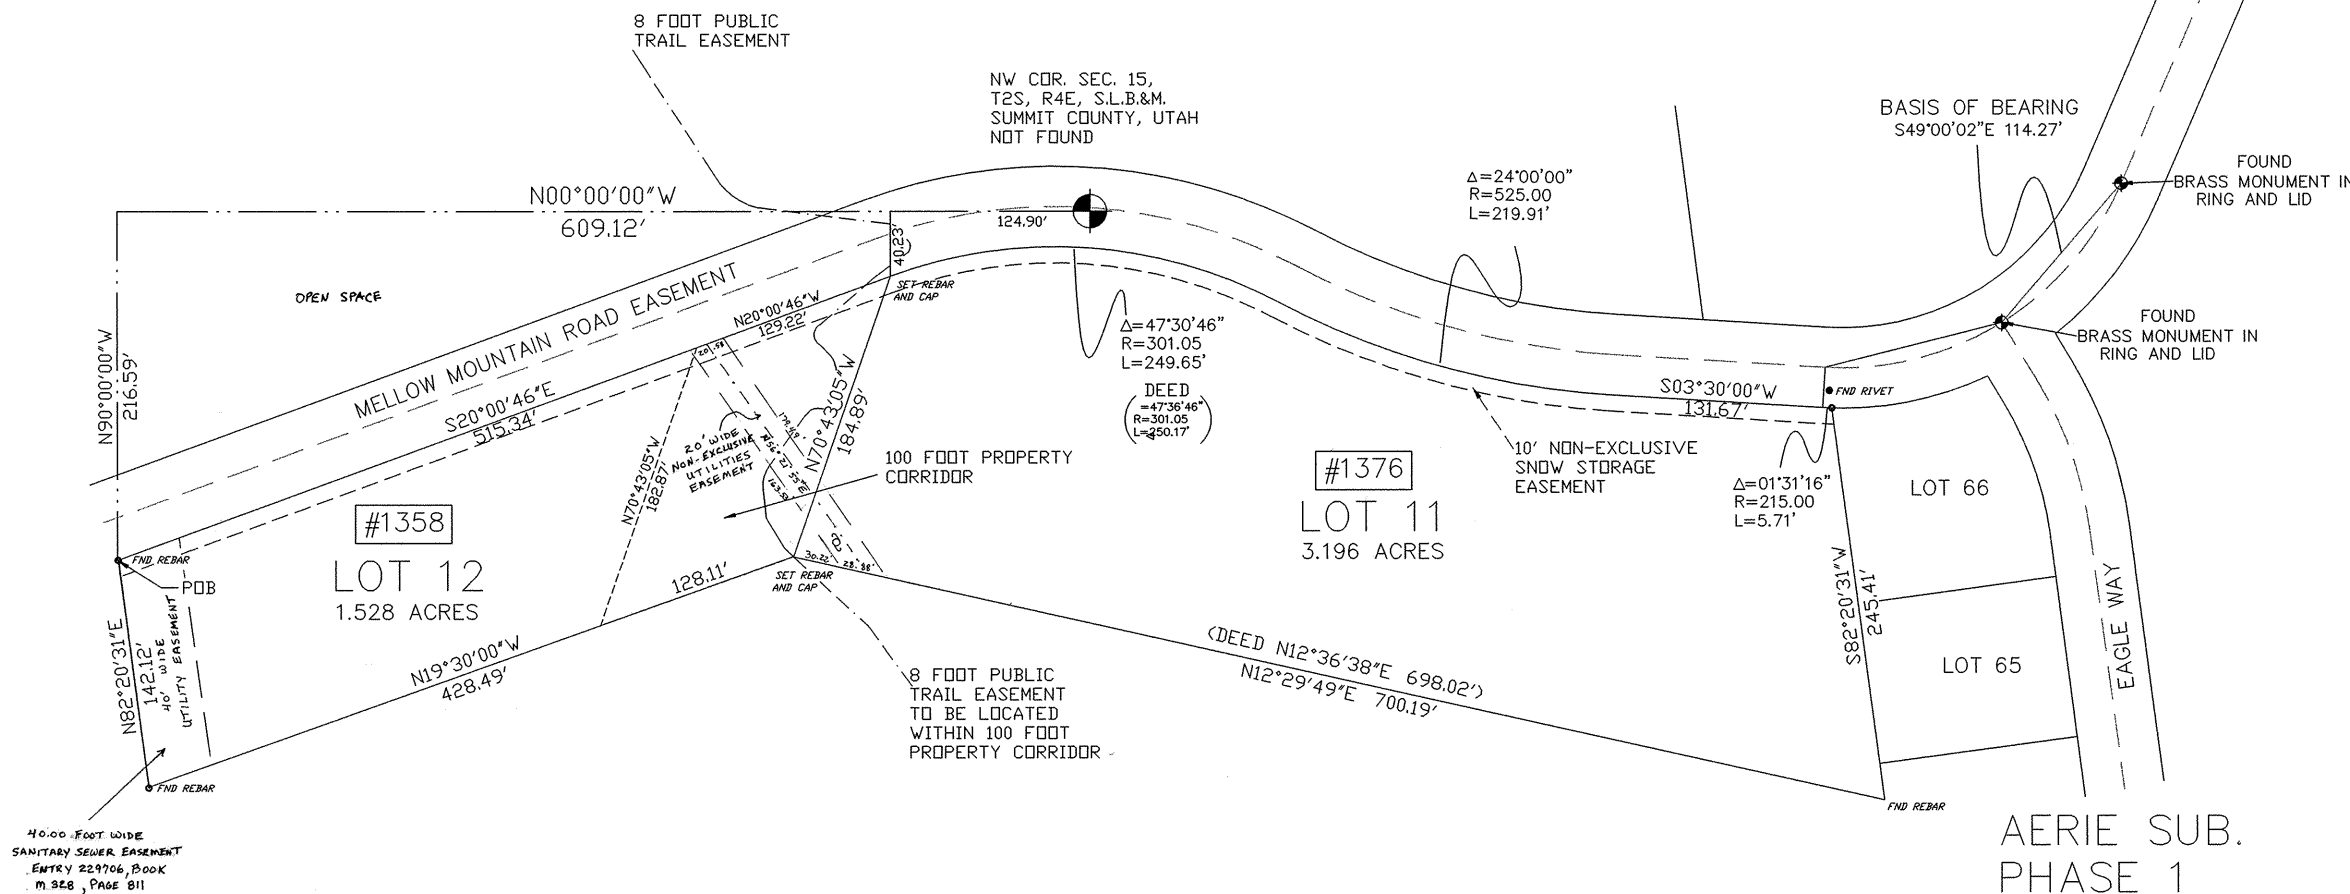 8 FOOT PUBLIC
TRAIL EASEMENT
NW COR. SEC. 15,
T2S, R4E, S.L.B.&M.
SUMMIT COUNTY, UTAH
NOT FOUND
BASIS OF BEARING
S49°00'02"E 114.27'
FOUND
BRASS MONUMENT IN
RING AND LID
Δ=24°00'00"
R=525.00
L=219.91'
N00°00'00"W
609.12'
124.90'
40.23'
OPEN SPACE
MELLOW MOUNTAIN ROAD EASEMENT
N20°00'46"W
129.22'
SET REBAR
AND CAP
N90°00'00"W
216.59'
S20°00'46"E
515.34'
20.58'
Δ=47°30'46"
R=301.05
L=249.65'
DEED
=47°36'46"
R=301.05
L=250.17'
FOUND
BRASS MONUMENT IN
RING AND LID
S03°30'00"W
131.67'
FND RIVET
N70°43'05"W
184.89'
N70°43'05"W
182.87'
20' WIDE
NON-EXCLUSIVE
UTILITIES
EASEMENT
163.50
100 FOOT PROPERTY
CORRIDOR
10' NON-EXCLUSIVE
SNOW STORAGE
EASEMENT
#1376
LOT 11
3.196 ACRES
Δ=01°31'16"
R=215.00
L=5.71'
LOT 66
LOT 65
EAGLE WAY
S82°20'31"W
245.41'
#1358
LOT 12
1.528 ACRES
FND REBAR
POB
N82°20'31"E
142.12'
40' WIDE
UTILITY EASEMENT
128.11'
30.22'
28.88'
SET REBAR
AND CAP
N19°30'00"W
428.49'
(DEED N12°36'38"E 698.02')
N12°29'49"E 700.19'
8 FOOT PUBLIC
TRAIL EASEMENT
TO BE LOCATED
WITHIN 100 FOOT
PROPERTY CORRIDOR
FND REBAR
FND REBAR
40.00 FOOT WIDE
SANITARY SEWER EASEMENT
ENTRY 229706, BOOK
M 328, PAGE 811
AERIE SUB.
PHASE 1